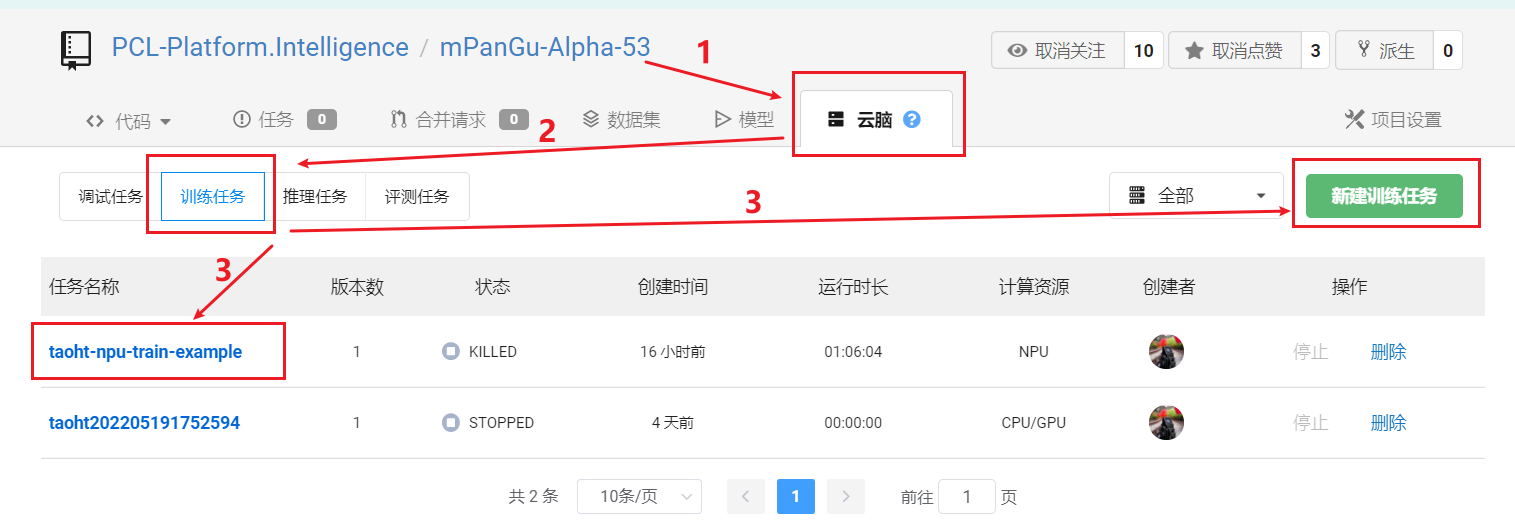 PCL-Platform.Intelligence / mPanGu-Alpha-53
1
取消关注 10
取消点赞 3
派生 0
代码
任务 0
合并请求 0
2
数据集
模型
云脑 ?
项目设置
调试任务
训练任务
推理任务
评测任务
3
全部
新建训练任务
3
任务名称 版本数 状态 创建时间 运行时长 计算资源 创建者 操作
taoht-npu-train-example 1 KILLED 16 小时前 01:06:04 NPU 停止 删除
taoht202205191752594 1 STOPPED 4 天前 00:00:00 CPU/GPU 停止 删除
共 2 条 10条/页 < 1 > 前往 1 页